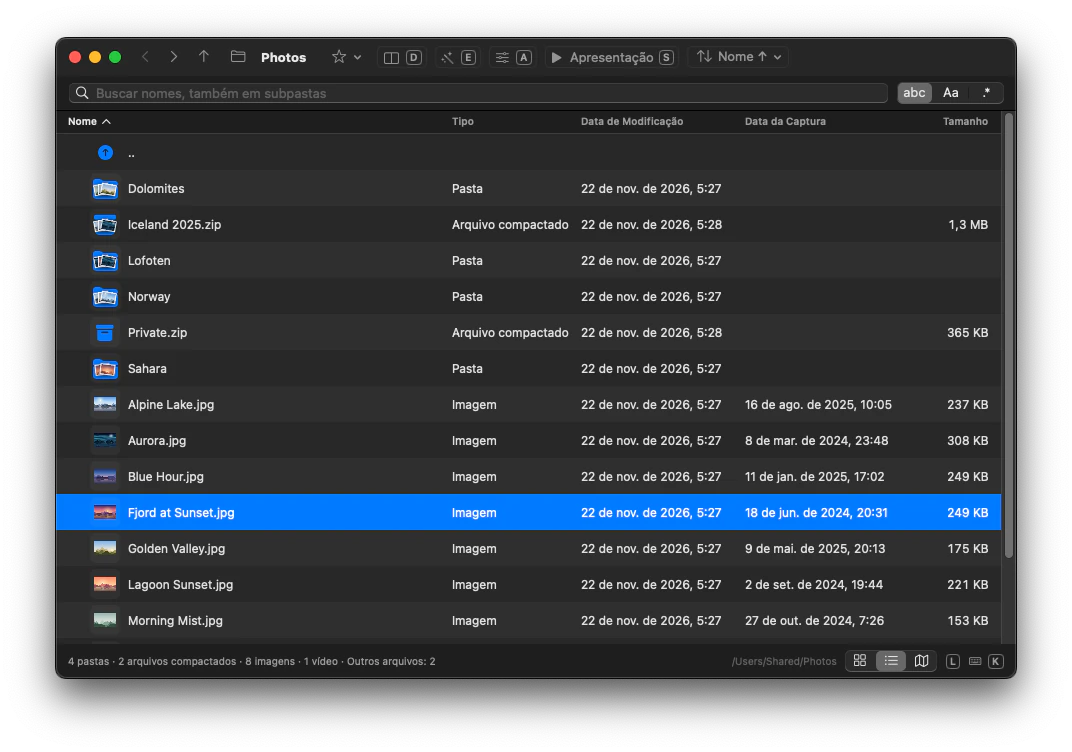 Photos D E A Apresentação S Nome
Buscar nomes, também em subpastas abc Aa .*
Nome Tipo Data de Modificação Data da Captura Tamanho
..
Dolomites Pasta 22 de nov. de 2026, 5:27
Iceland 2025.zip Arquivo compactado 22 de nov. de 2026, 5:28 1,3 MB
Lofoten Pasta 22 de nov. de 2026, 5:27
Norway Pasta 22 de nov. de 2026, 5:27
Private.zip Arquivo compactado 22 de nov. de 2026, 5:28 365 KB
Sahara Pasta 22 de nov. de 2026, 5:27
Alpine Lake.jpg Imagem 22 de nov. de 2026, 5:27 16 de ago. de 2025, 10:05 237 KB
Aurora.jpg Imagem 22 de nov. de 2026, 5:27 8 de mar. de 2024, 23:48 308 KB
Blue Hour.jpg Imagem 22 de nov. de 2026, 5:27 11 de jan. de 2025, 17:02 249 KB
Fjord at Sunset.jpg Imagem 22 de nov. de 2026, 5:27 18 de jun. de 2024, 20:31 249 KB
Golden Valley.jpg Imagem 22 de nov. de 2026, 5:27 9 de mai. de 2025, 20:13 175 KB
Lagoon Sunset.jpg Imagem 22 de nov. de 2026, 5:27 2 de set. de 2024, 19:44 221 KB
Morning Mist.jpg Imagem 22 de nov. de 2026, 5:27 27 de out. de 2024, 7:26 153 KB
4 pastas · 2 arquivos compactados · 8 imagens · 1 vídeo · Outros arquivos: 2 /Users/Shared/Photos L K